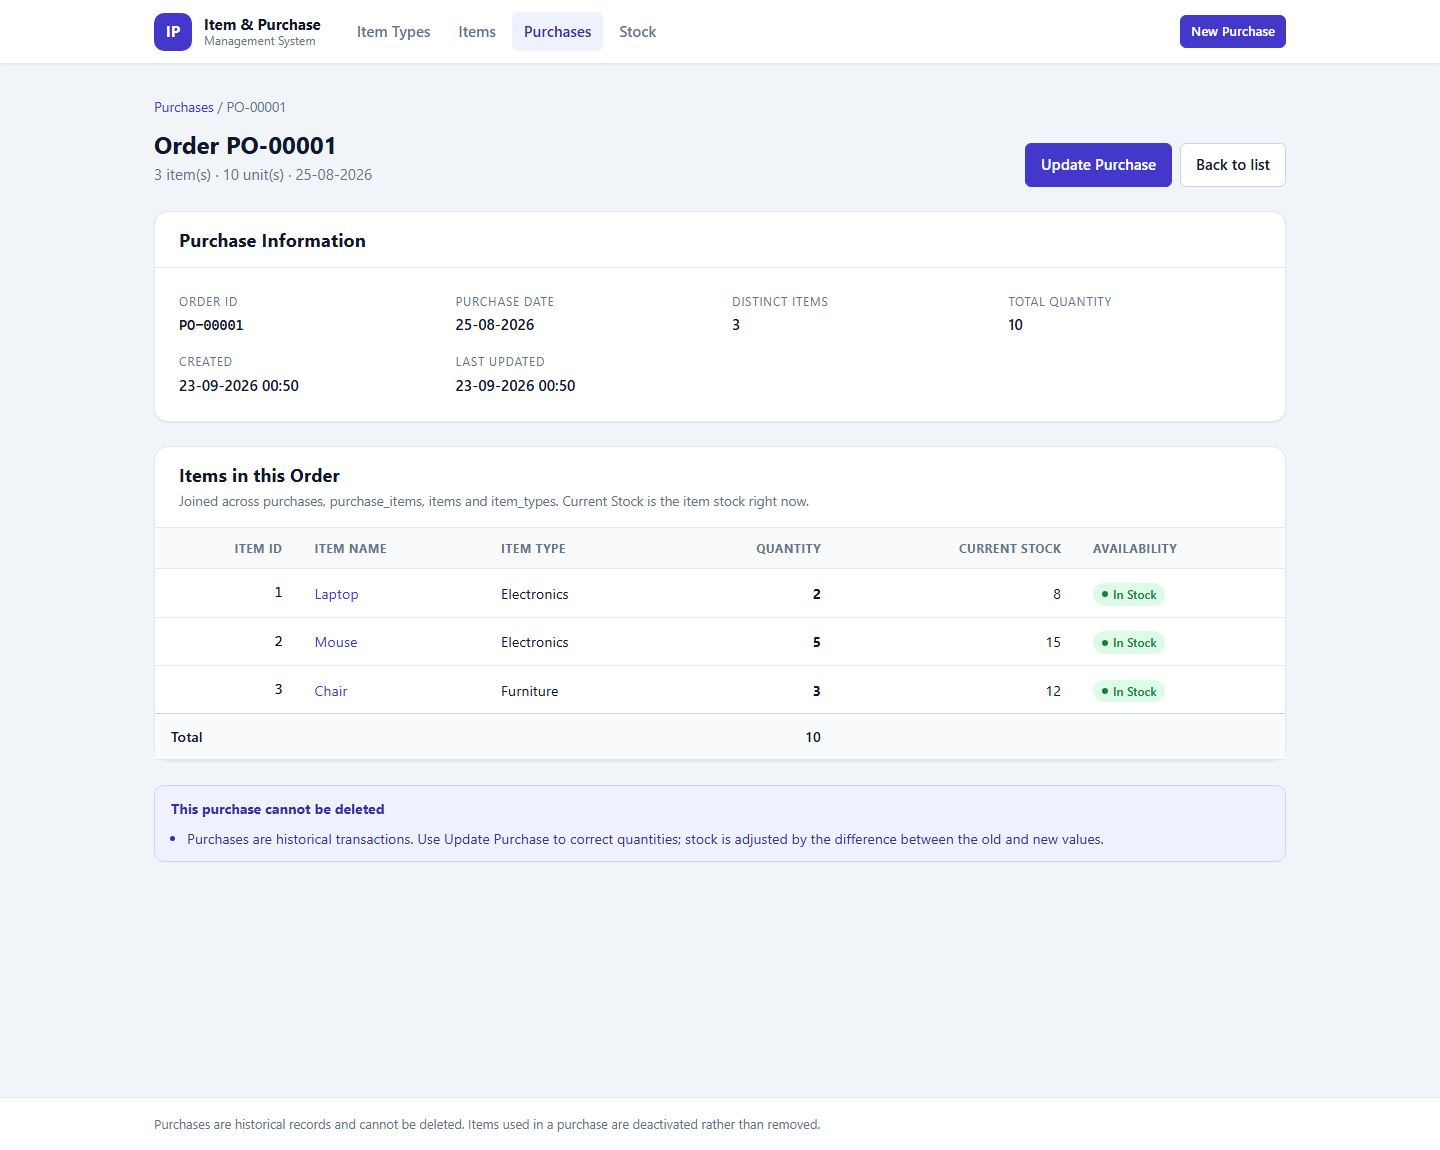 IP
Item & Purchase
Management System
Item Types
Items
Purchases
Stock
New Purchase
Purchases / PO-00001
Order PO-00001
3 item(s) · 10 unit(s) · 25-08-2026
Update Purchase
Back to list
Purchase Information
ORDER ID
PURCHASE DATE
DISTINCT ITEMS
TOTAL QUANTITY
PO-00001
25-08-2026
3
10
CREATED
LAST UPDATED
23-09-2026 00:50
23-09-2026 00:50
Items in this Order
Joined across purchases, purchase_items, items and item_types. Current Stock is the item stock right now.
ITEM ID ITEM NAME ITEM TYPE QUANTITY CURRENT STOCK AVAILABILITY
1 Laptop Electronics 2 8 In Stock
2 Mouse Electronics 5 15 In Stock
3 Chair Furniture 3 12 In Stock
Total 10
This purchase cannot be deleted
• Purchases are historical transactions. Use Update Purchase to correct quantities; stock is adjusted by the difference between the old and new values.
Purchases are historical records and cannot be deleted. Items used in a purchase are deactivated rather than removed.